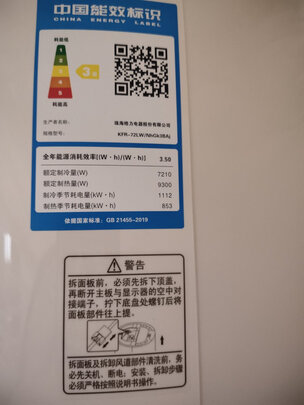 中国能效标识
CHINA ENERGY LABEL
耗能低
1
2
3
4
5
3级
耗能高
生产者名称: 珠海格力电器股份有限公司
规格型号: KFR-72LW/NhGk3BAj
全年能源消耗效率[(W·h)/(W·h)] 3.50
额定制冷量(W) 7210
额定制热量(W) 9300
制冷季节耗电量(kW·h) 1112
制热季节耗电量(kW·h) 853
依据国家标准: GB 21455-2019
警告
拆面板前,必须先拆下顶盖,
再断开主板与显示器的空中对
接端子,拧下底盘处螺钉后将
面板部件往上提。
拆面板及拆卸风道部件清洗前,务
必先关机、断电;安装、拆卸步骤
必须严格按照说明书操作。